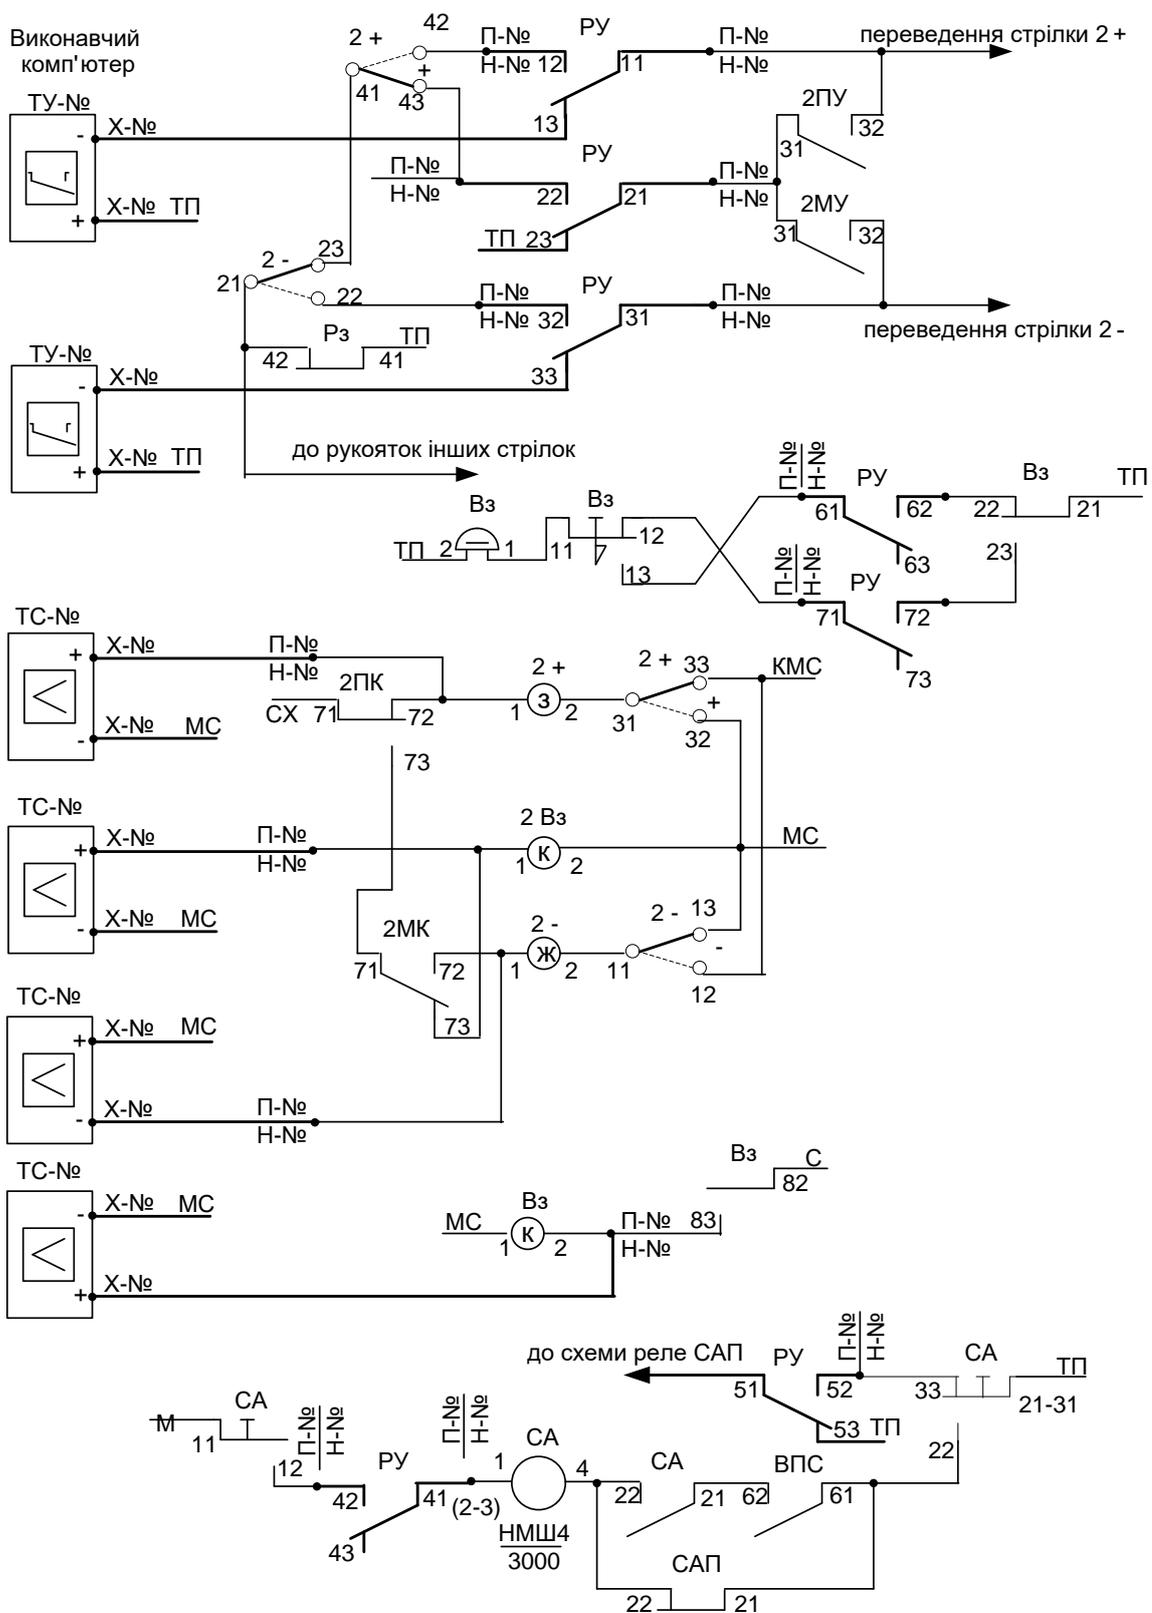 Виконавчий
комп'ютер
2 +
42
П-№
Н-№
12
РУ
11
П-№
Н-№
переведення стрілки 2 +
41
+
43
ТУ-№
-
Х-№
13
2ПУ
32
31
РУ
П-№
Н-№
22
21
П-№
Н-№
+
Х-№ ТП
ТП 23
2МУ
31
32
2 -
23
21
22
П-№
Н-№
32
РУ
31
П-№
Н-№
переведення стрілки 2 -
Рз
42
41
ТП
ТУ-№
-
Х-№
33
+
Х-№ ТП
до рукояток інших стрілок
Вз
ТП 2
1
Вз
11
12
13
П-№
Н-№
61
РУ
62
63
Вз
22
21
ТП
23
П-№
Н-№
71
РУ
72
73
ТС-№
+
Х-№
П-№
Н-№
-
Х-№
МС
2ПК
СХ
71
72
73
2 +
1
З
2
2 +
33
31
+
32
КМС
ТС-№
+
Х-№
П-№
Н-№
-
Х-№
МС
2 Вз
1
К
2
МС
2МК
71
72
73
2 -
1
Ж
2
2 -
13
11
-
12
ТС-№
+
Х-№
МС
-
Х-№
П-№
Н-№
ТС-№
-
Х-№
МС
+
Х-№
Вз
МС
1
К
2
П-№
Н-№
83
Вз
С
82
до схеми реле САП
51
РУ
52
53
ТП
П-№
Н-№
СА
33
ТП
21-31
22
М
11
СА
12
П-№
Н-№
42
РУ
41
43
П-№
Н-№
(2-3)
1
СА
4
НМШ4
3000
СА
22
21
ВПС
62
61
САП
22
21